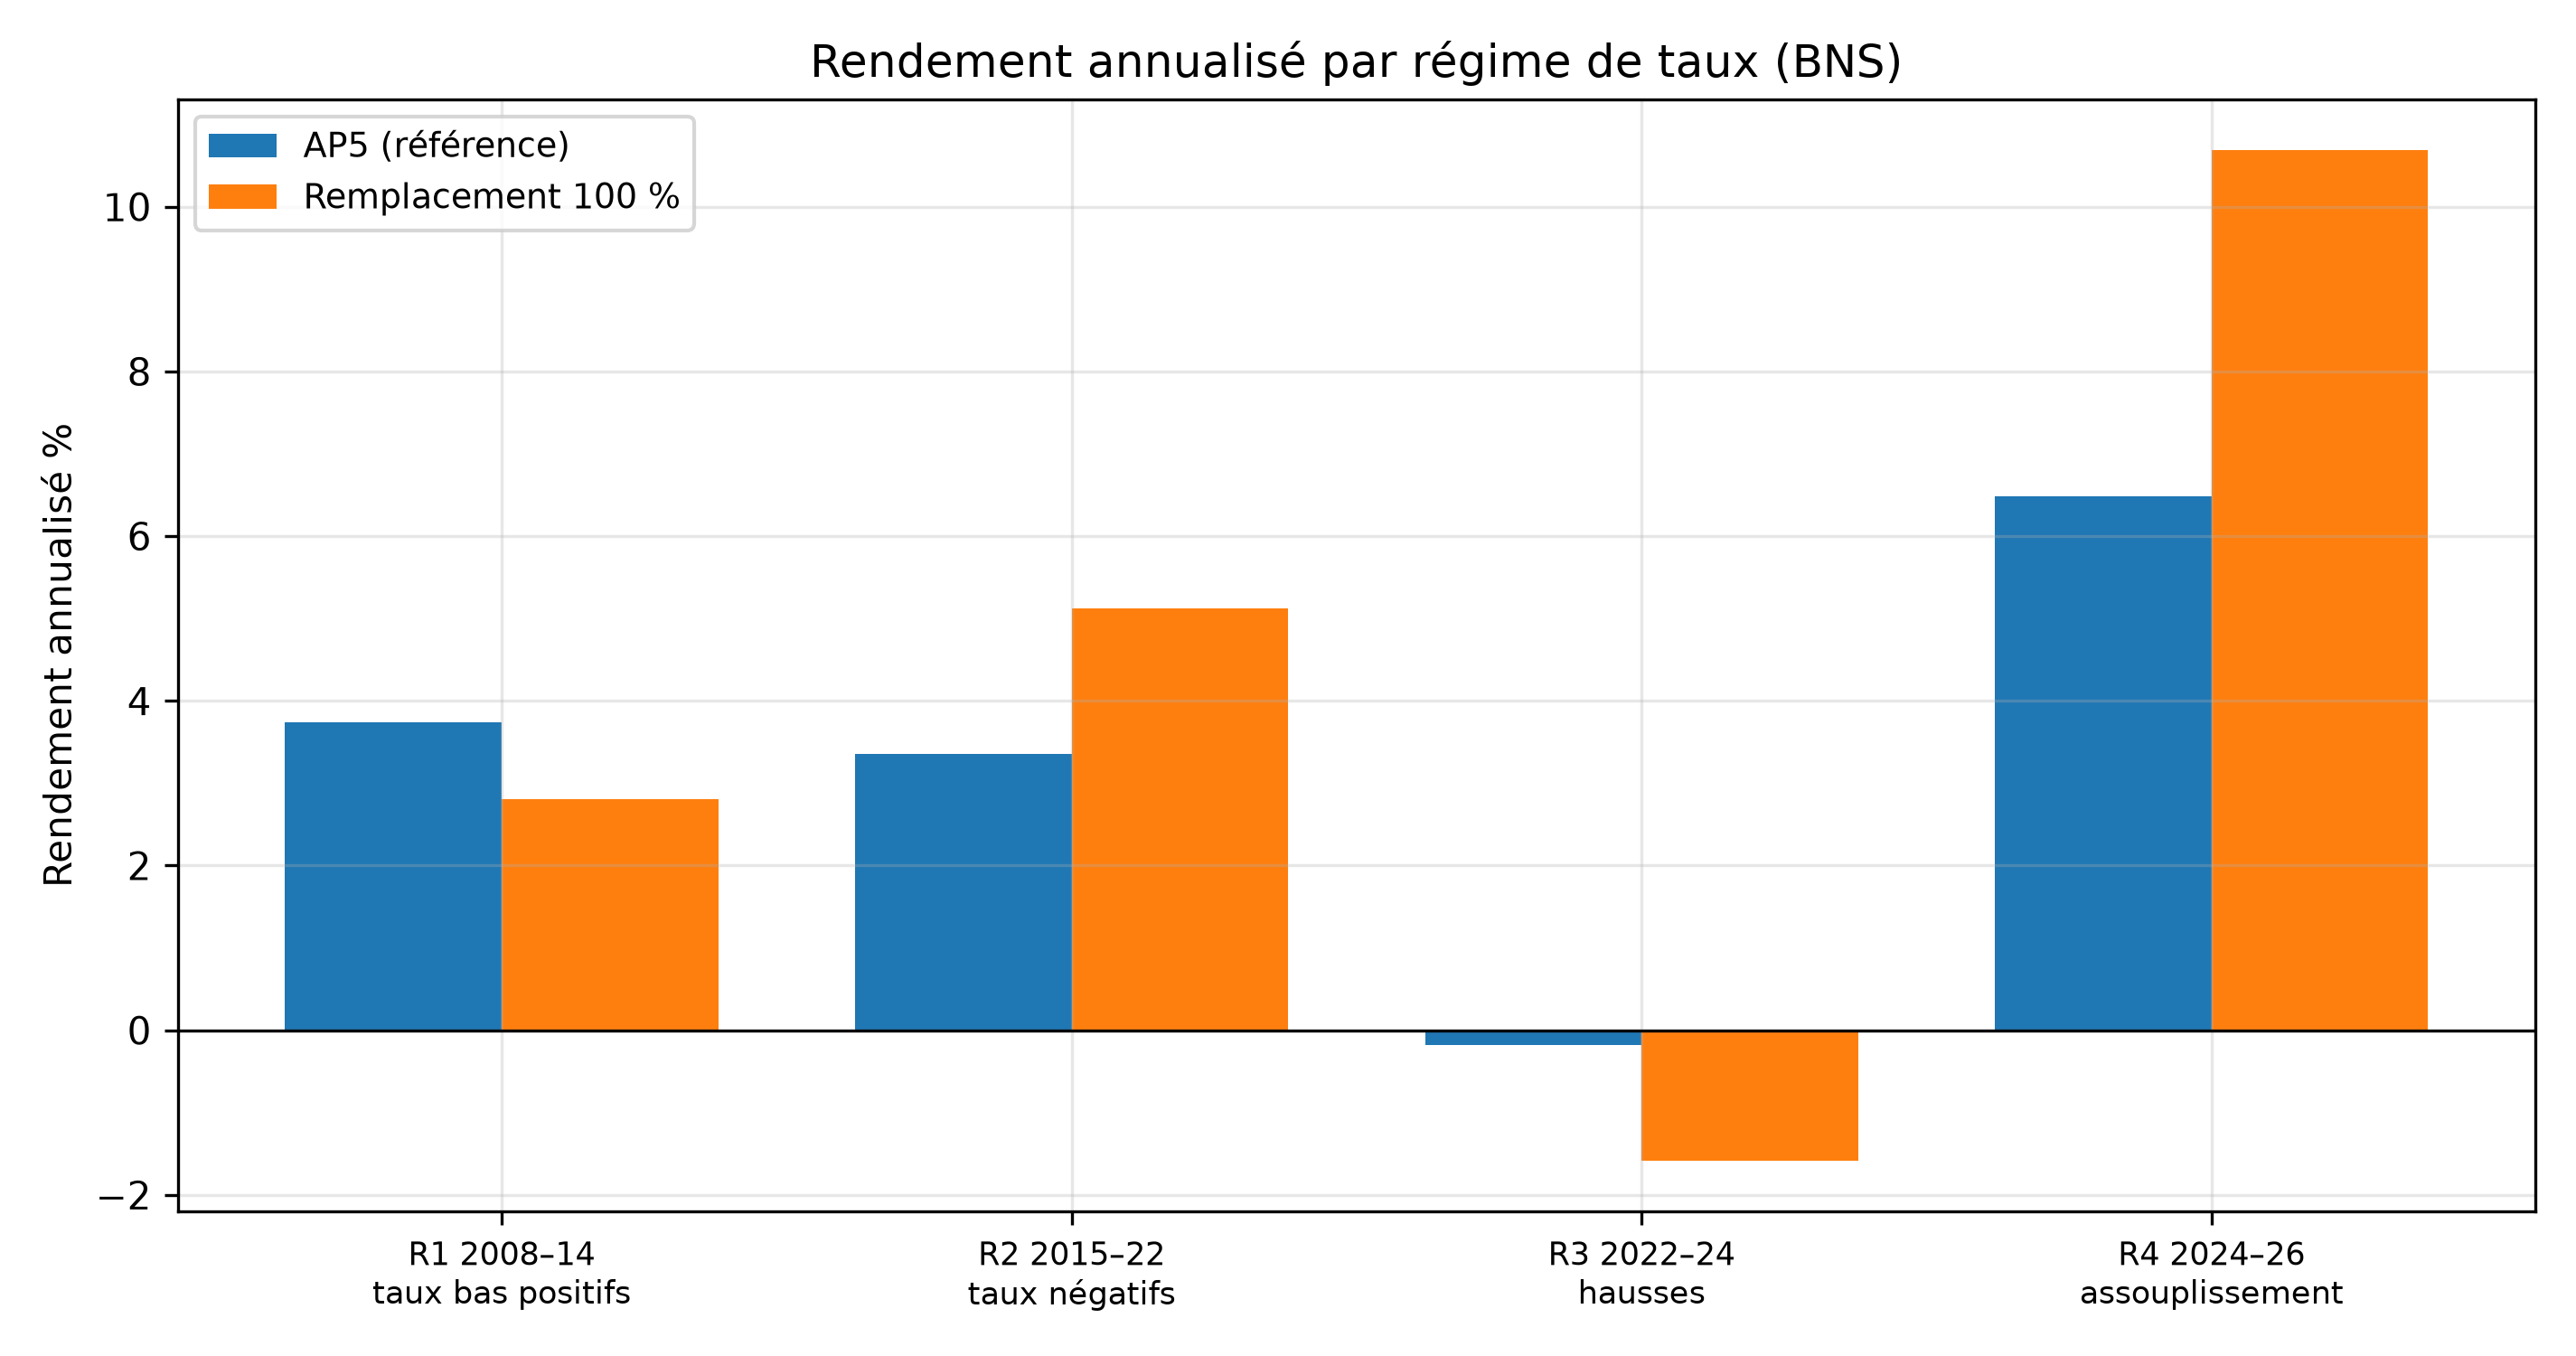 Rendement annualisé par régime de taux (BNS)
AP5 (référence)
Remplacement 100 %
Rendement annualisé %
10
8
6
4
2
0
−2
R1 2008–14
taux bas positifs
R2 2015–22
taux négatifs
R3 2022–24
hausses
R4 2024–26
assouplissement